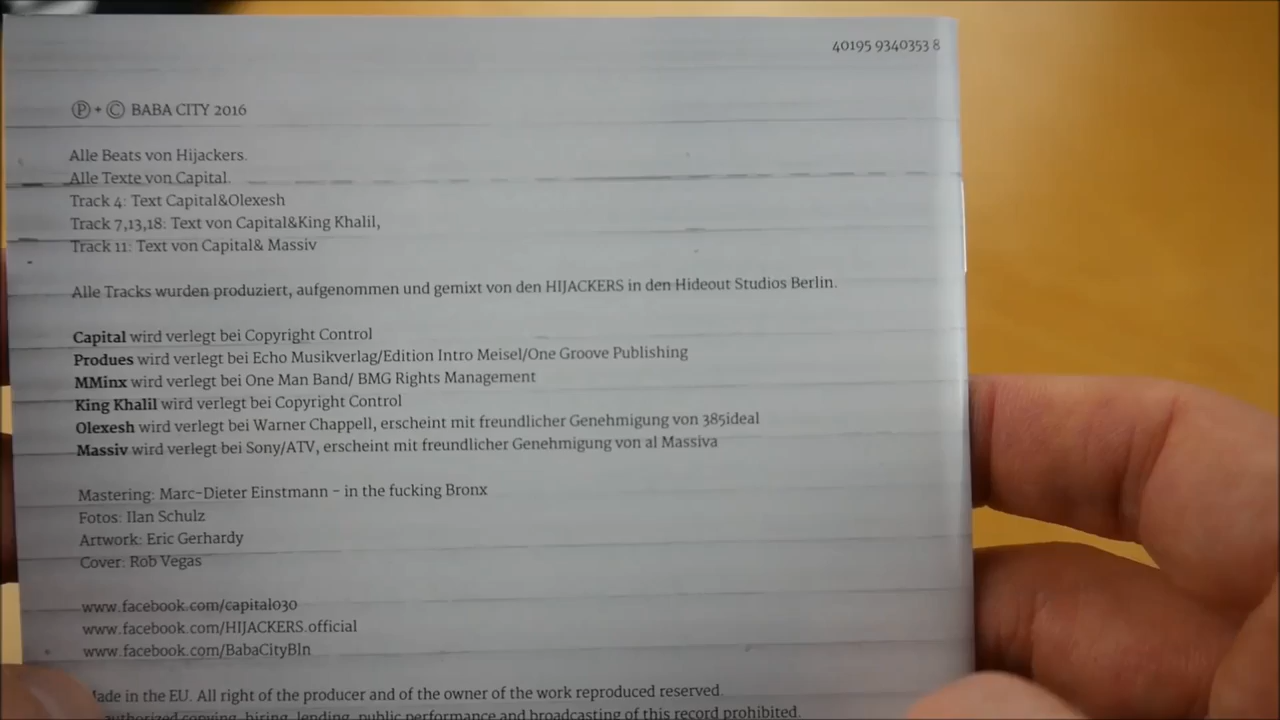 40195 9340353 8
℗ + © BABA CITY 2016
Alle Beats von Hijackers.
Alle Texte von Capital.
Track 4: Text Capital&Olexesh
Track 7,13,18: Text von Capital&King Khalil,
Track 11: Text von Capital& Massiv
Alle Tracks wurden produziert, aufgenommen und gemixt von den HIJACKERS in den Hideout Studios Berlin.
Capital wird verlegt bei Copyright Control
Produes wird verlegt bei Echo Musikverlag/Edition Intro Meisel/One Groove Publishing
MMinx wird verlegt bei One Man Band/ BMG Rights Management
King Khalil wird verlegt bei Copyright Control
Olexesh wird verlegt bei Warner Chappell, erscheint mit freundlicher Genehmigung von 385ideal
Massiv wird verlegt bei Sony/ATV, erscheint mit freundlicher Genehmigung von al Massiva
Mastering: Marc-Dieter Einstmann – in the fucking Bronx
Fotos: Ilan Schulz
Artwork: Eric Gerhardy
Cover: Rob Vegas
www.facebook.com/capital030
www.facebook.com/HIJACKERS.official
www.facebook.com/BabaCityBln
ade in the EU. All right of the producer and of the owner of the work reproduced reserved.
authorized copying, hiring, lending, public performance and broadcasting of this record prohibited.